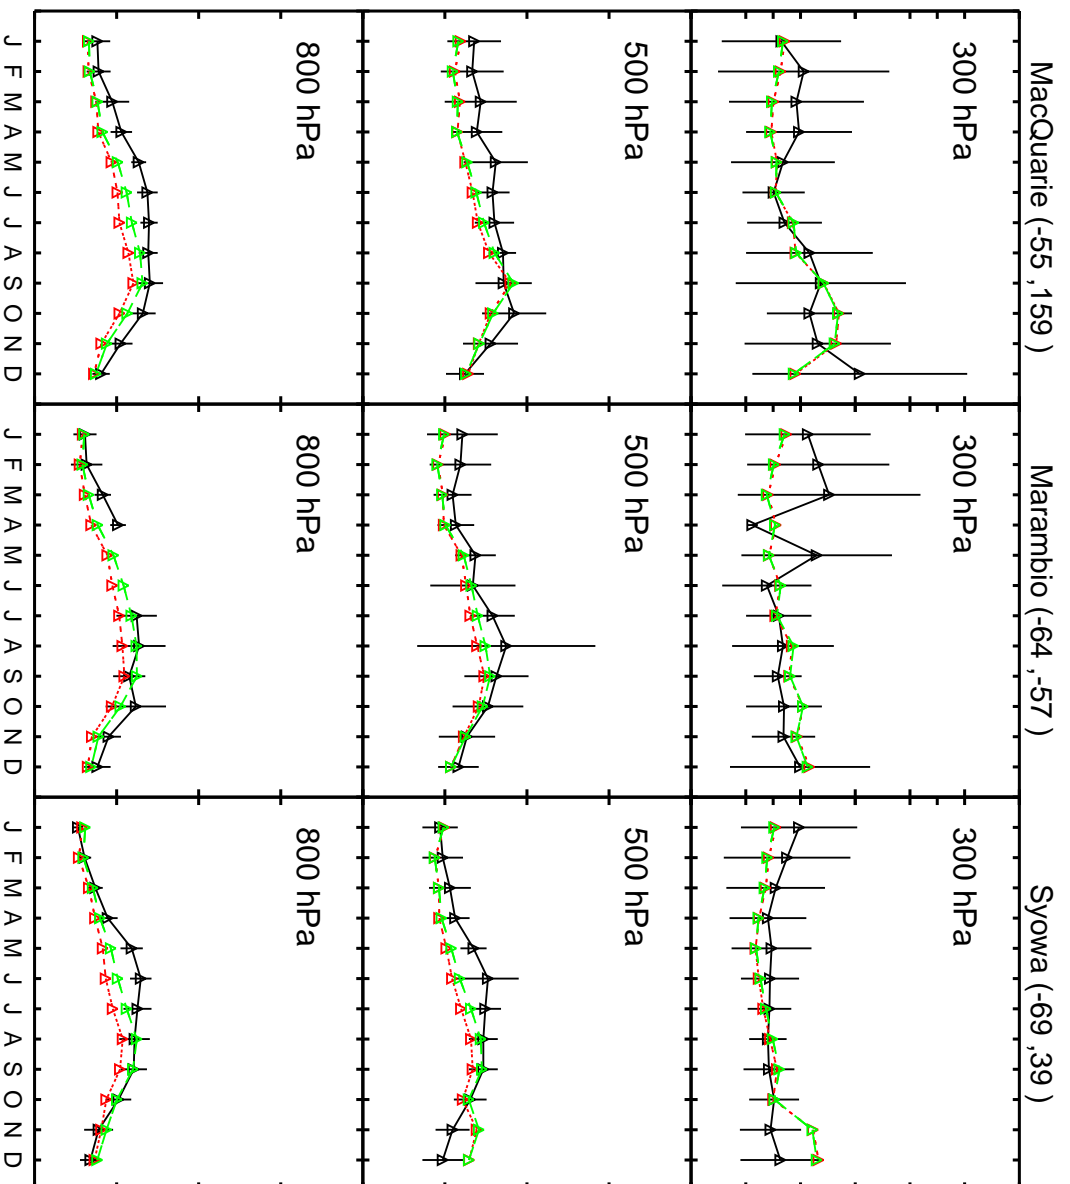 MacQuarie (-55 ,159 )
300 hPa
500 hPa
800 hPa
J F M A M J J A S O N D
Marambio (-64 ,-57 )
300 hPa
500 hPa
800 hPa
J F M A M J J A S O N D
Syowa (-69 ,39 )
300 hPa
500 hPa
800 hPa
J F M A M J J A S O N D